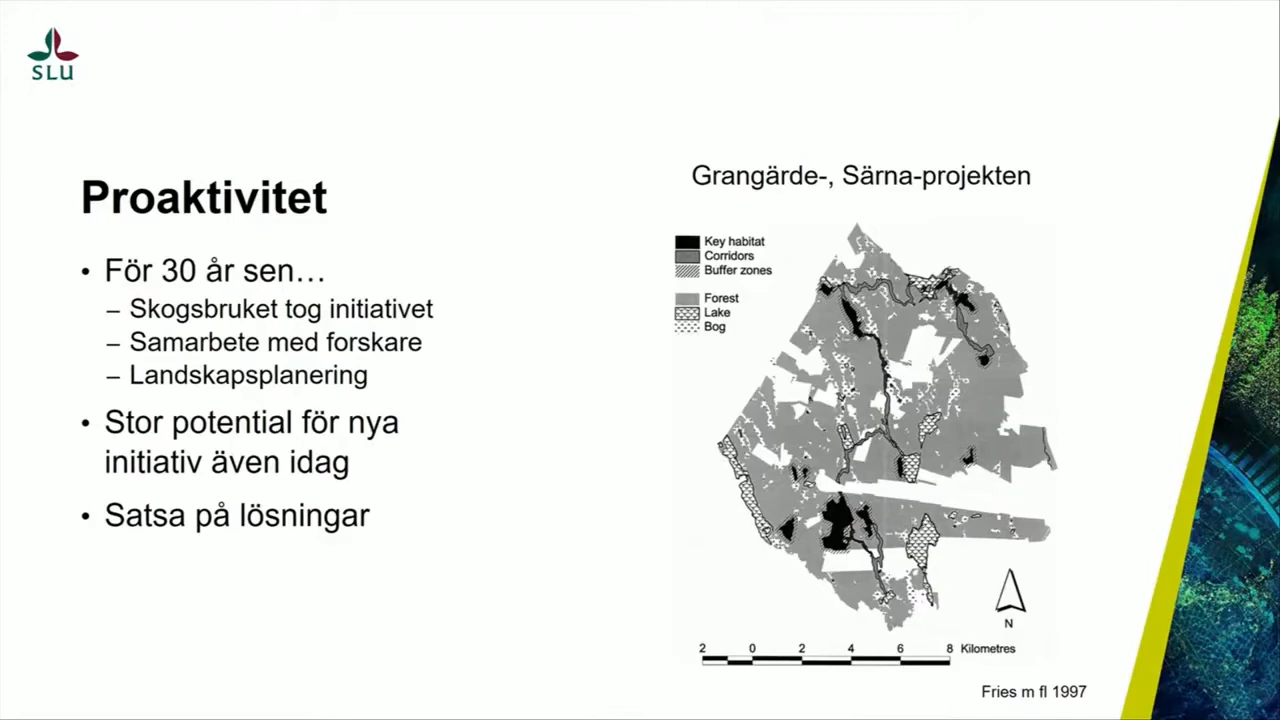 SLU
Proaktivitet
• För 30 år sen…
– Skogsbruket tog initiativet
– Samarbete med forskare
– Landskapsplanering
• Stor potential för nya
initiativ även idag
• Satsa på lösningar
Grangärde-, Särna-projekten
Key habitat
Corridors
Buffer zones
Forest
Lake
Bog
N
2 0 2 4 6 8 Kilometres
Fries m fl 1997